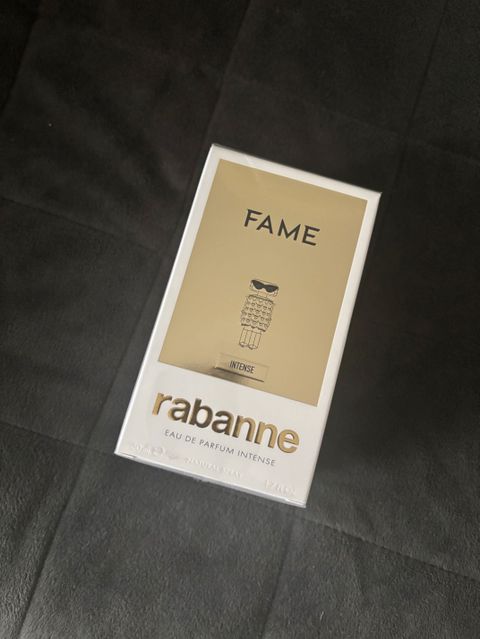 FAME
INTENSE
rabanne
EAU DE PARFUM INTENSE